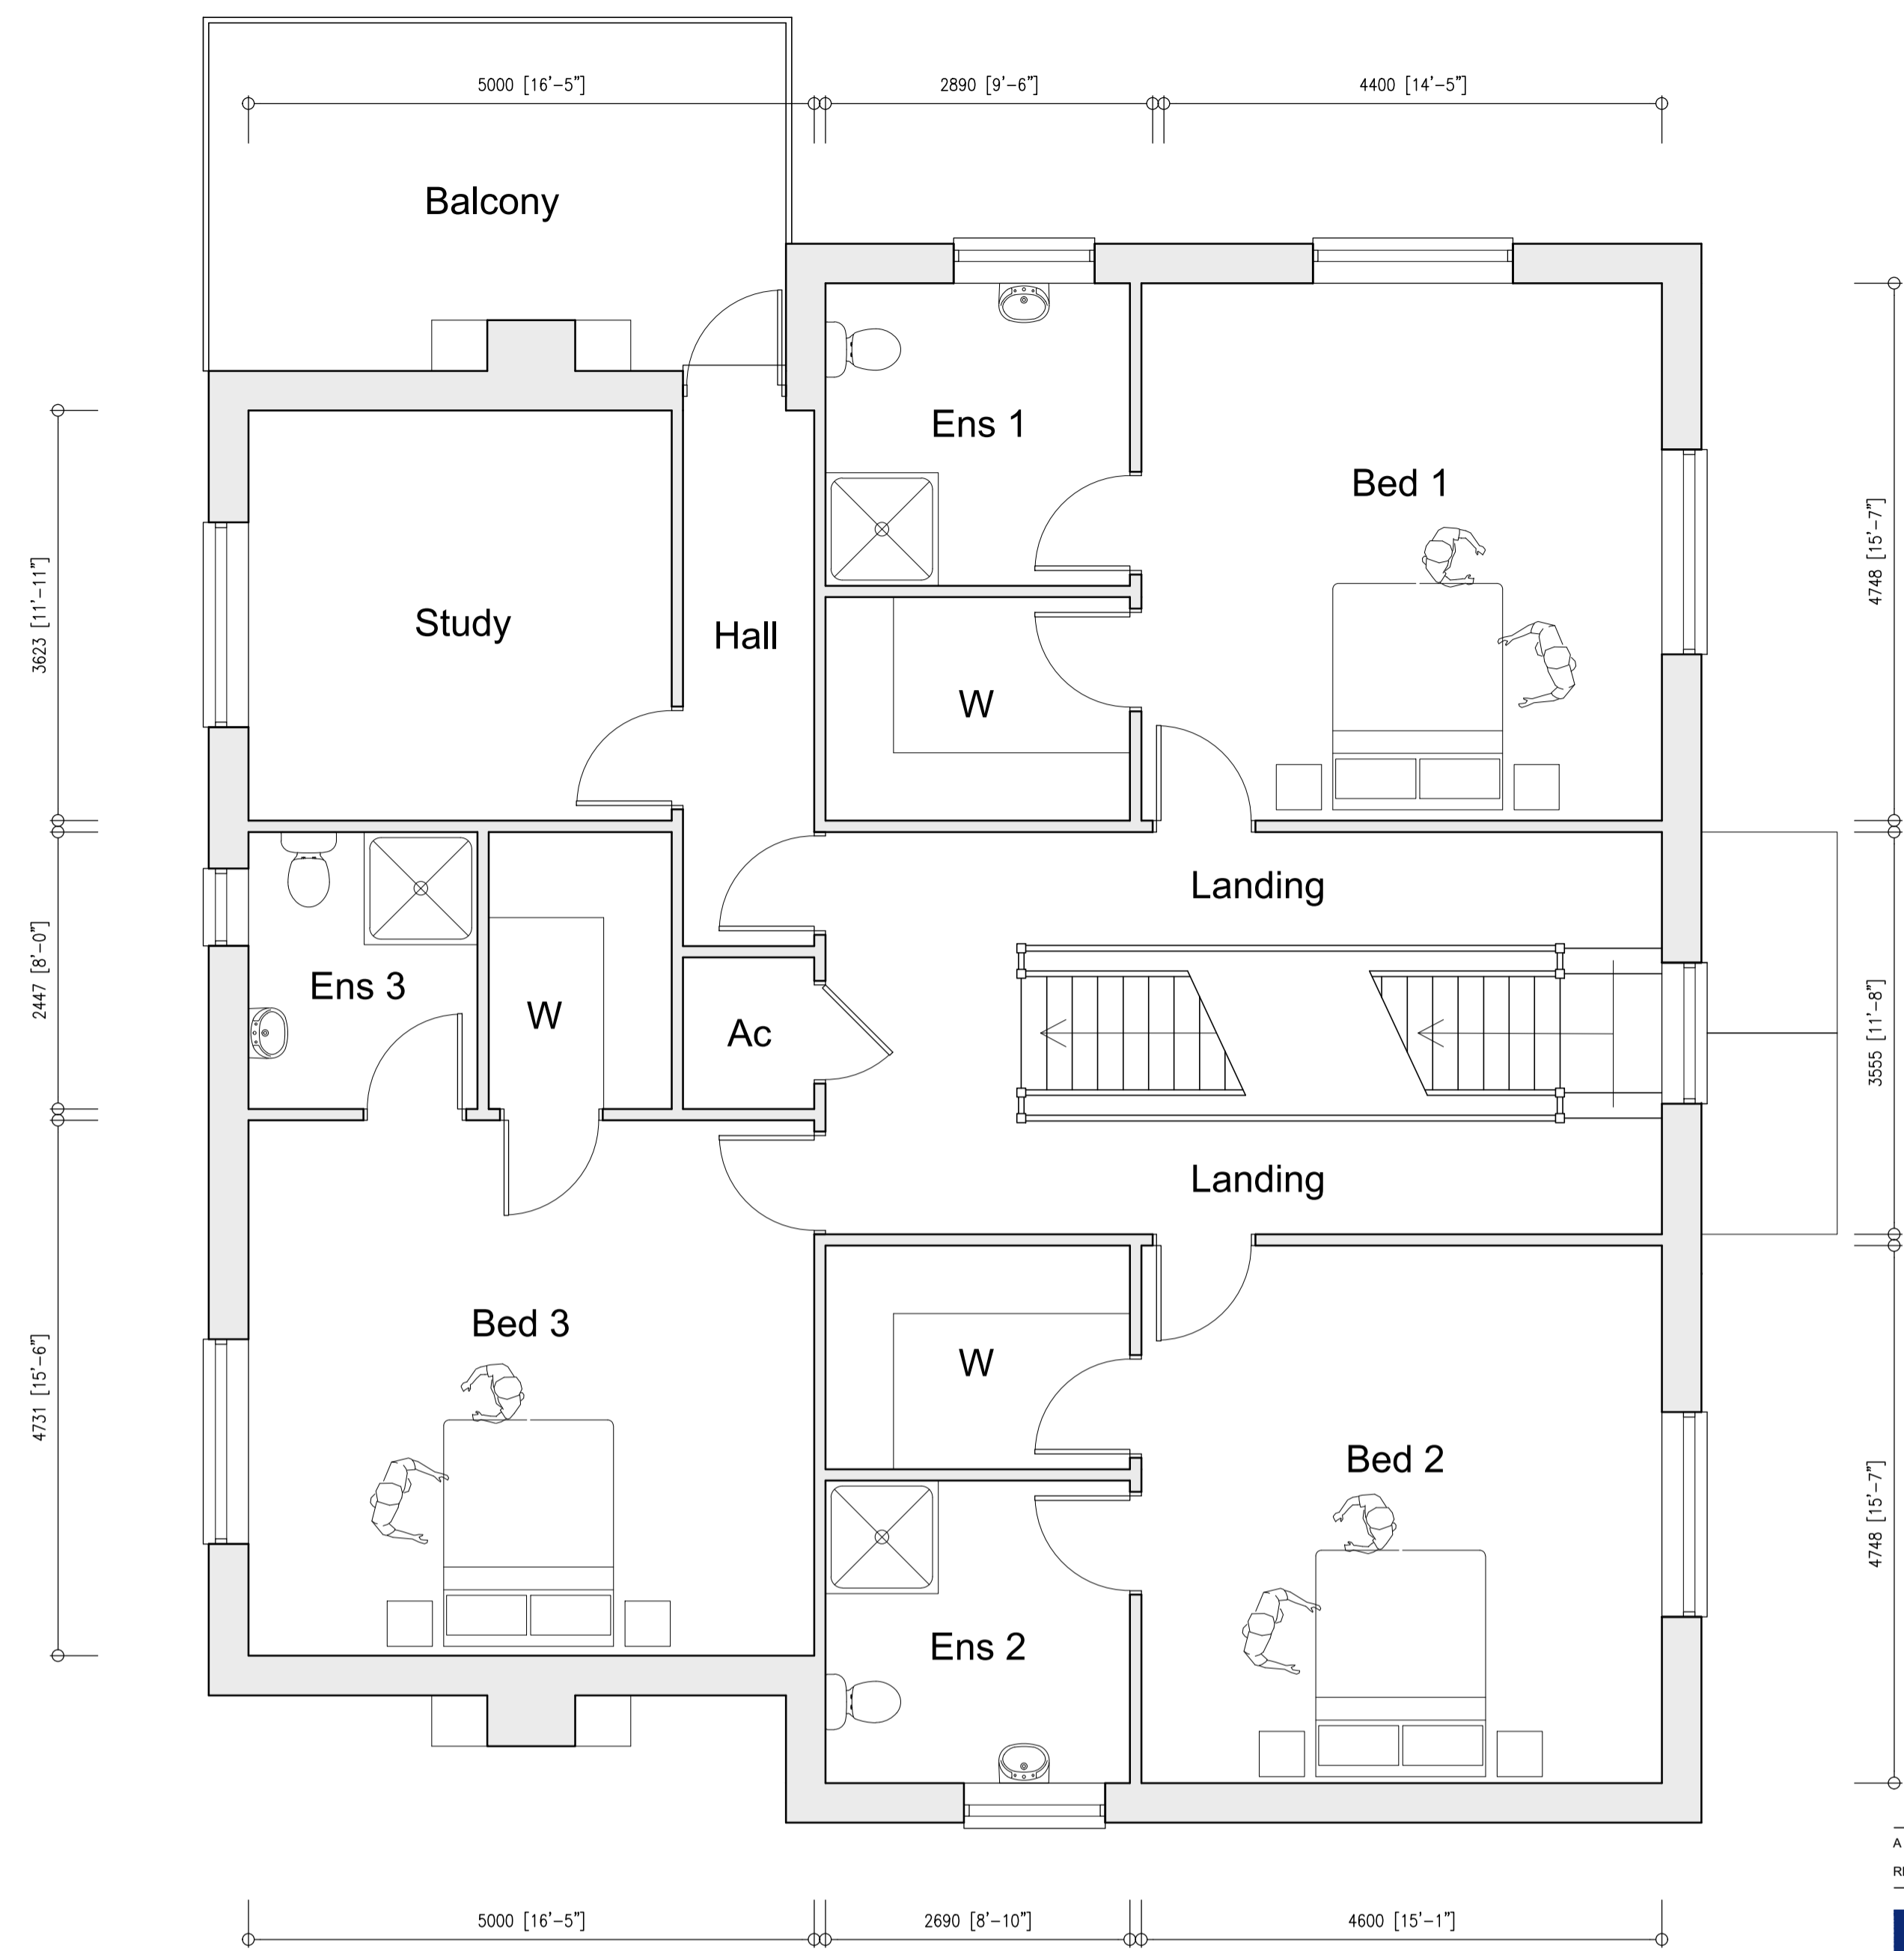 5000 [16'-5"]
2890 [9'-6"]
4400 [14'-5"]
Balcony
Ens 1
Bed 1
4748 [15'-7"]
3623 [11'-11"]
Study
Hall
W
Landing
2447 [8'-0"]
Ens 3
W
Ac
3555 [11'-8"]
Landing
4731 [15'-6"]
Bed 3
W
Bed 2
4748 [15'-7"]
Ens 2
A
5000 [16'-5"]
2690 [8'-10"]
4600 [15'-1"]